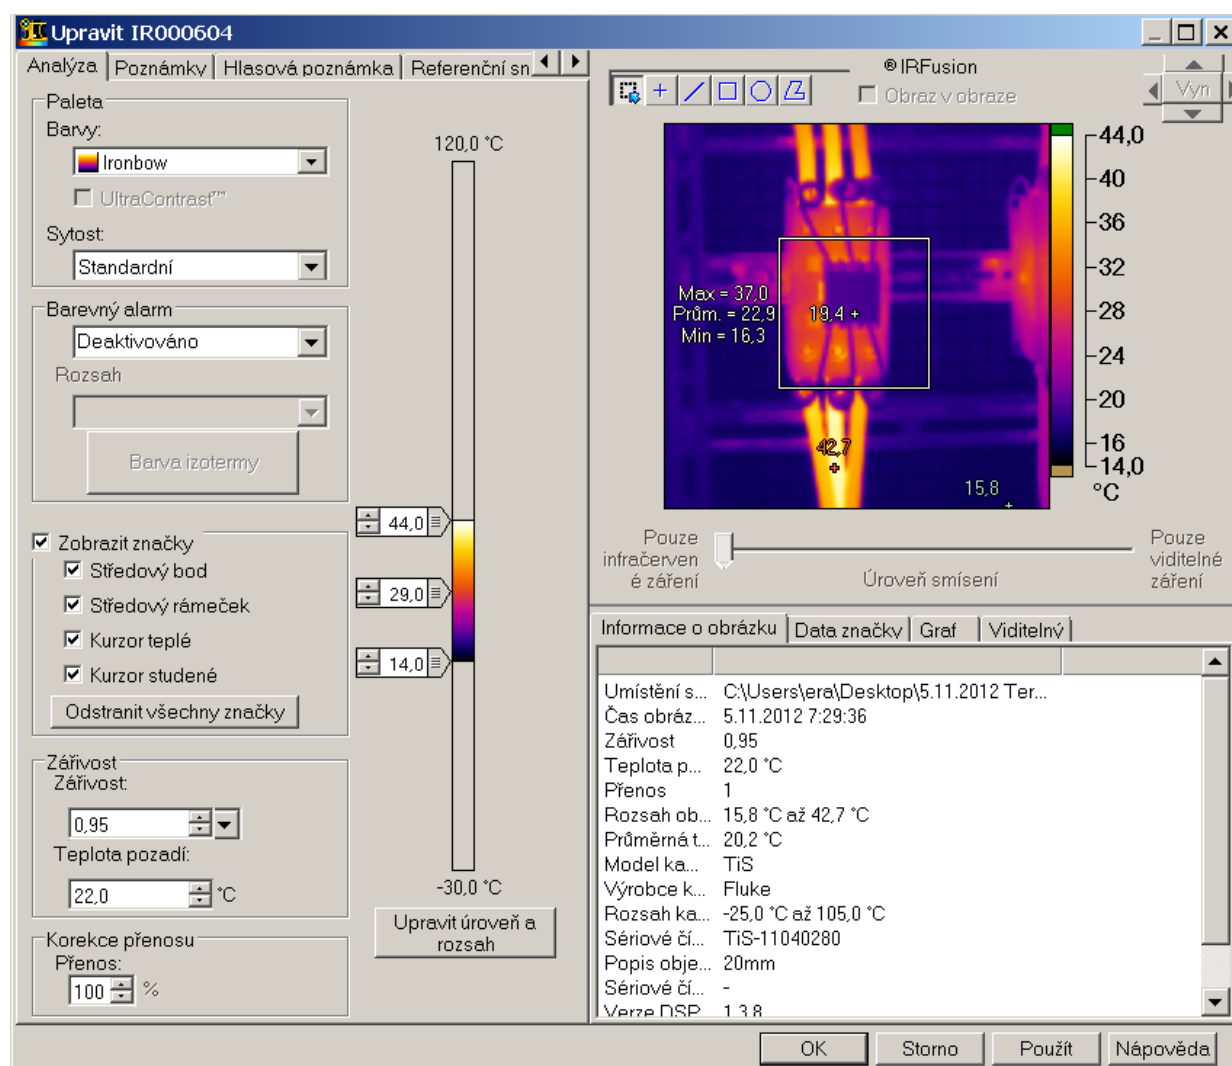 Upravit IR000604
Analýza
Poznámky
Hlasová poznámka
Referenční sn
Paleta
Barvy:
Ironbow
UltraContrast™
Sytost:
Standardní
Barevný alarm
Deaktivováno
Rozsah
Barva izotermy
Zobrazit značky
Středový bod
Středový rámeček
Kurzor teplé
Kurzor studené
Odstranit všechny značky
Zářivost
Zářivost:
0,95
Teplota pozadí:
22,0 °C
Korekce přenosu
Přenos:
100 %
120,0 °C
44,0
29,0
14,0
-30,0 °C
Upravit úroveň a
rozsah
® IRFusion
Obraz v obraze
Vyn
Max = 37,0
Prům. = 22,9
Min = 16,3
19,4
42,7
15,8
44,0
40
36
32
28
24
20
16
14,0
°C
Pouze
infračerven
é záření
Úroveň smísení
Pouze
viditelné
záření
Informace o obrázku
Data značky
Graf
Viditelný
Umístění s... C:\Users\era\Desktop\5.11.2012 Ter...
Čas obráz... 5.11.2012 7:29:36
Zářivost 0,95
Teplota p... 22,0 °C
Přenos 1
Rozsah ob... 15,8 °C až 42,7 °C
Průměrná t... 20,2 °C
Model ka... TiS
Výrobce k... Fluke
Rozsah ka... -25,0 °C až 105,0 °C
Sériové čí... TiS-11040280
Popis obje... 20mm
Sériové čí... -
Verze DSP 1.3.8
OK
Storno
Použít
Nápověda